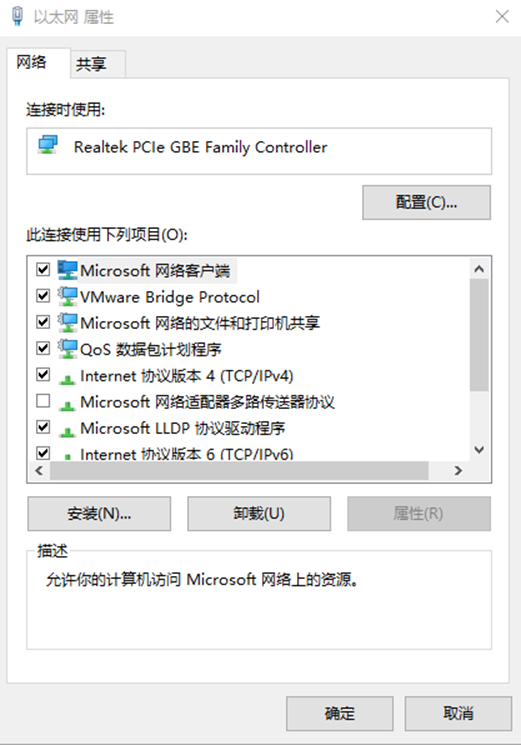 以太网 属性
网络
共享
连接时使用:
Realtek PCIe GBE Family Controller
配置(C)...
此连接使用下列项目(O):
Microsoft 网络客户端
VMware Bridge Protocol
Microsoft 网络的文件和打印机共享
QoS 数据包计划程序
Internet 协议版本 4 (TCP/IPv4)
Microsoft 网络适配器多路传送器协议
Microsoft LLDP 协议驱动程序
Internet 协议版本 6 (TCP/IPv6)
安装(N)...
卸载(U)
属性(R)
描述
允许你的计算机访问 Microsoft 网络上的资源。
确定
取消